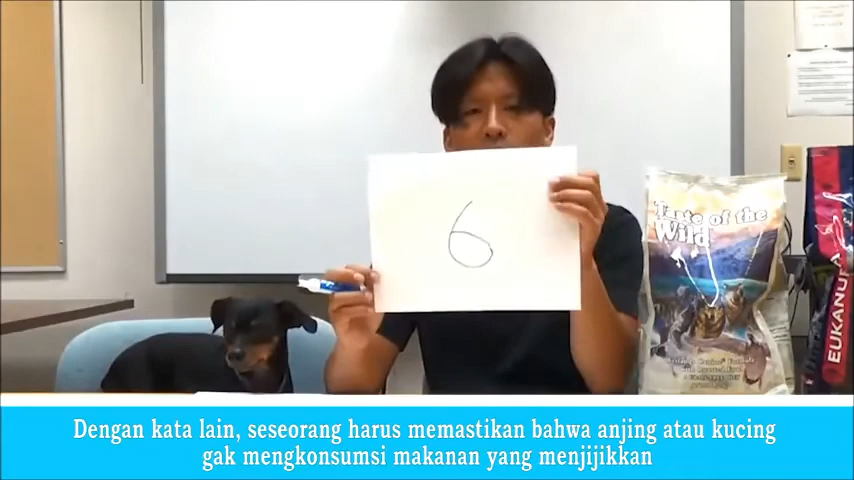 6
Taste of the
Wild
EUKANUBA
Dengan kata lain, seseorang harus memastikan bahwa anjing atau kucing
gak mengkonsumsi makanan yang menjijikkan